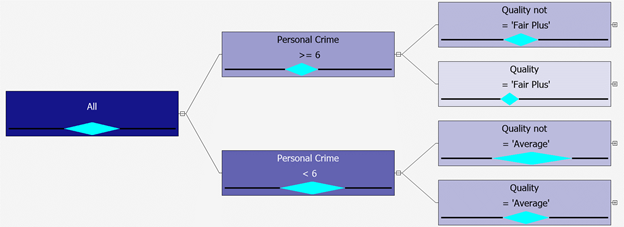 All
Personal Crime
>= 6
Personal Crime
< 6
Quality not
= 'Fair Plus'
Quality
= 'Fair Plus'
Quality not
= 'Average'
Quality
= 'Average'